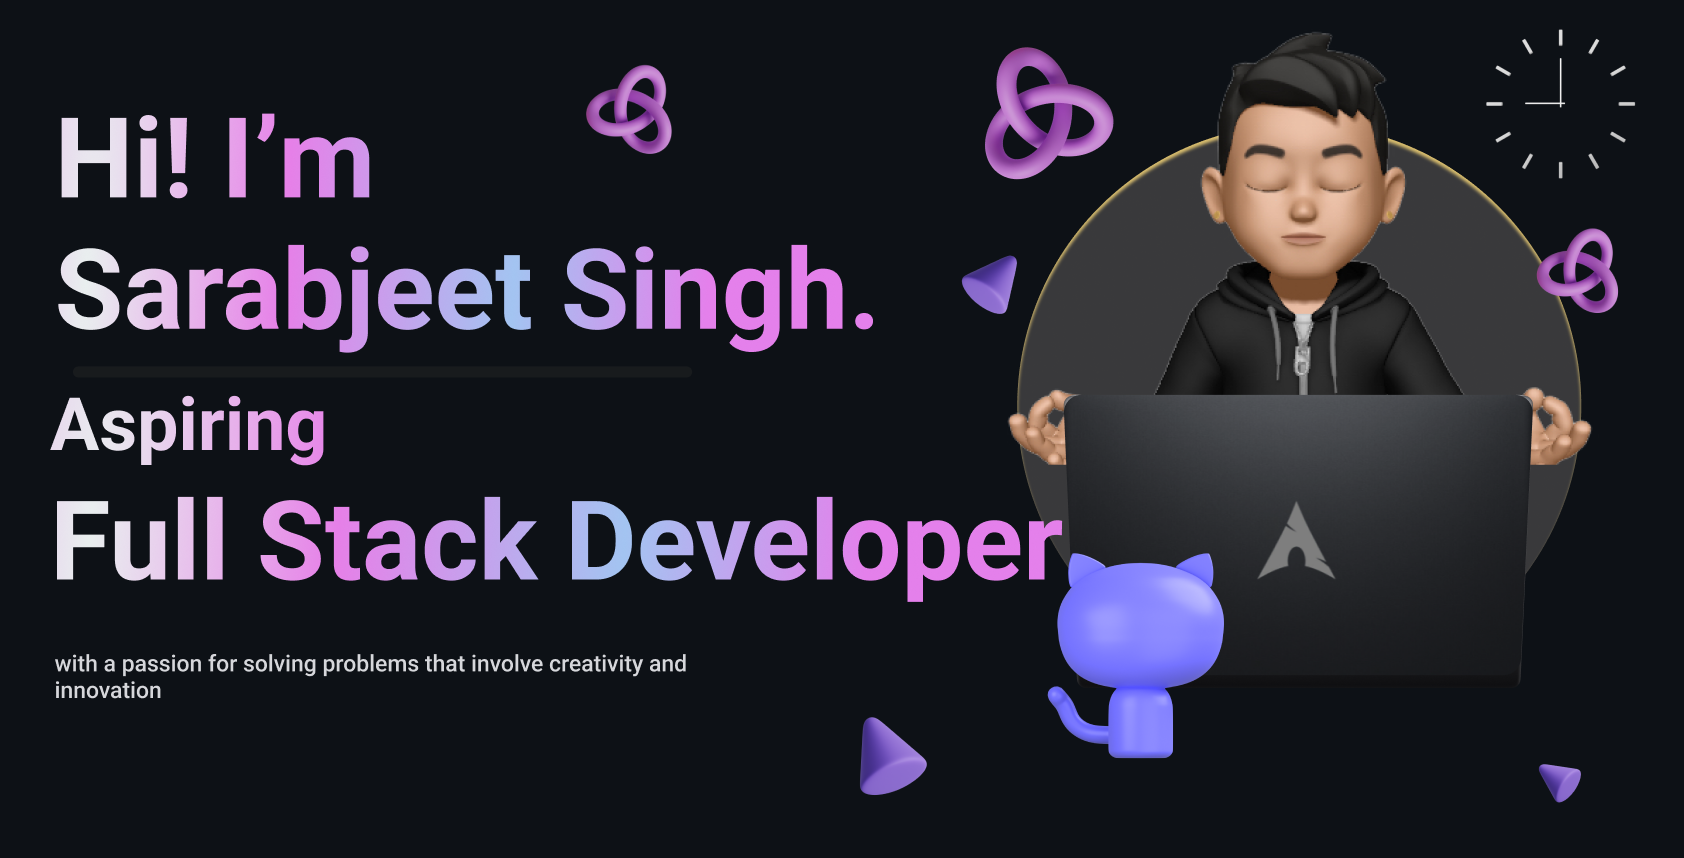 Hi! I’m
Sarabjeet Singh.
Aspiring
Full Stack Developer
with a passion for solving problems that involve creativity and
innovation